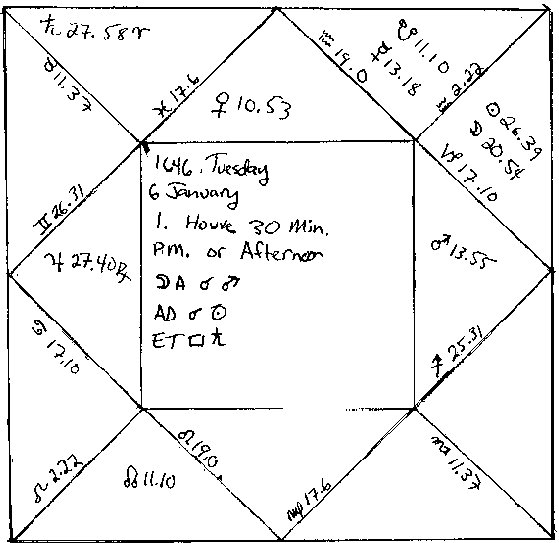 ♄ 27.58 ♈
♉ 11.37
♓ 17.6
♀ 10.53
♒ 19.0
☋ 11.10
☿ 13.18
♒ 2.22
☉ 26.39
☽ 20.54
♑ 17.10
♊ 26.31
♃ 27.40 ℞
♂ 13.55
♋ 17.10
♐ 25.31
♌ 2.22
☊ 11.10
♌ 19.0
♍ 17.6
♏ 11.37
1646. Tuesday
6 January
1. Houre 30 Min.
P.M. or Afternoon
☽ A ☌ ♂
AD ☌ ☉
ET □ ♄